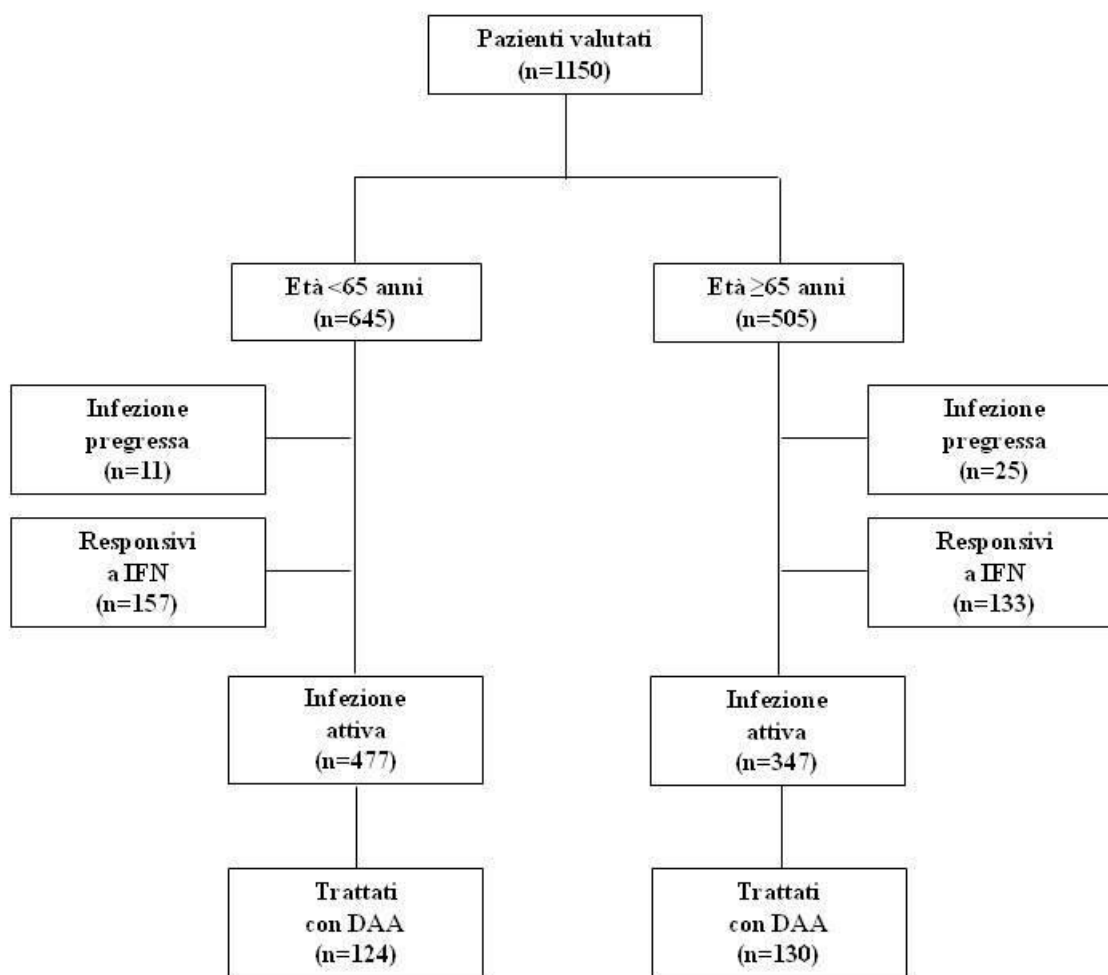 Pazienti valutati
(n=1150)
Età <65 anni
(n=645)
Età ≥65 anni
(n=505)
Infezione
pregressa
(n=11)
Infezione
pregressa
(n=25)
Responsivi
a IFN
(n=157)
Responsivi
a IFN
(n=133)
Infezione
attiva
(n=477)
Infezione
attiva
(n=347)
Trattati
con DAA
(n=124)
Trattati
con DAA
(n=130)